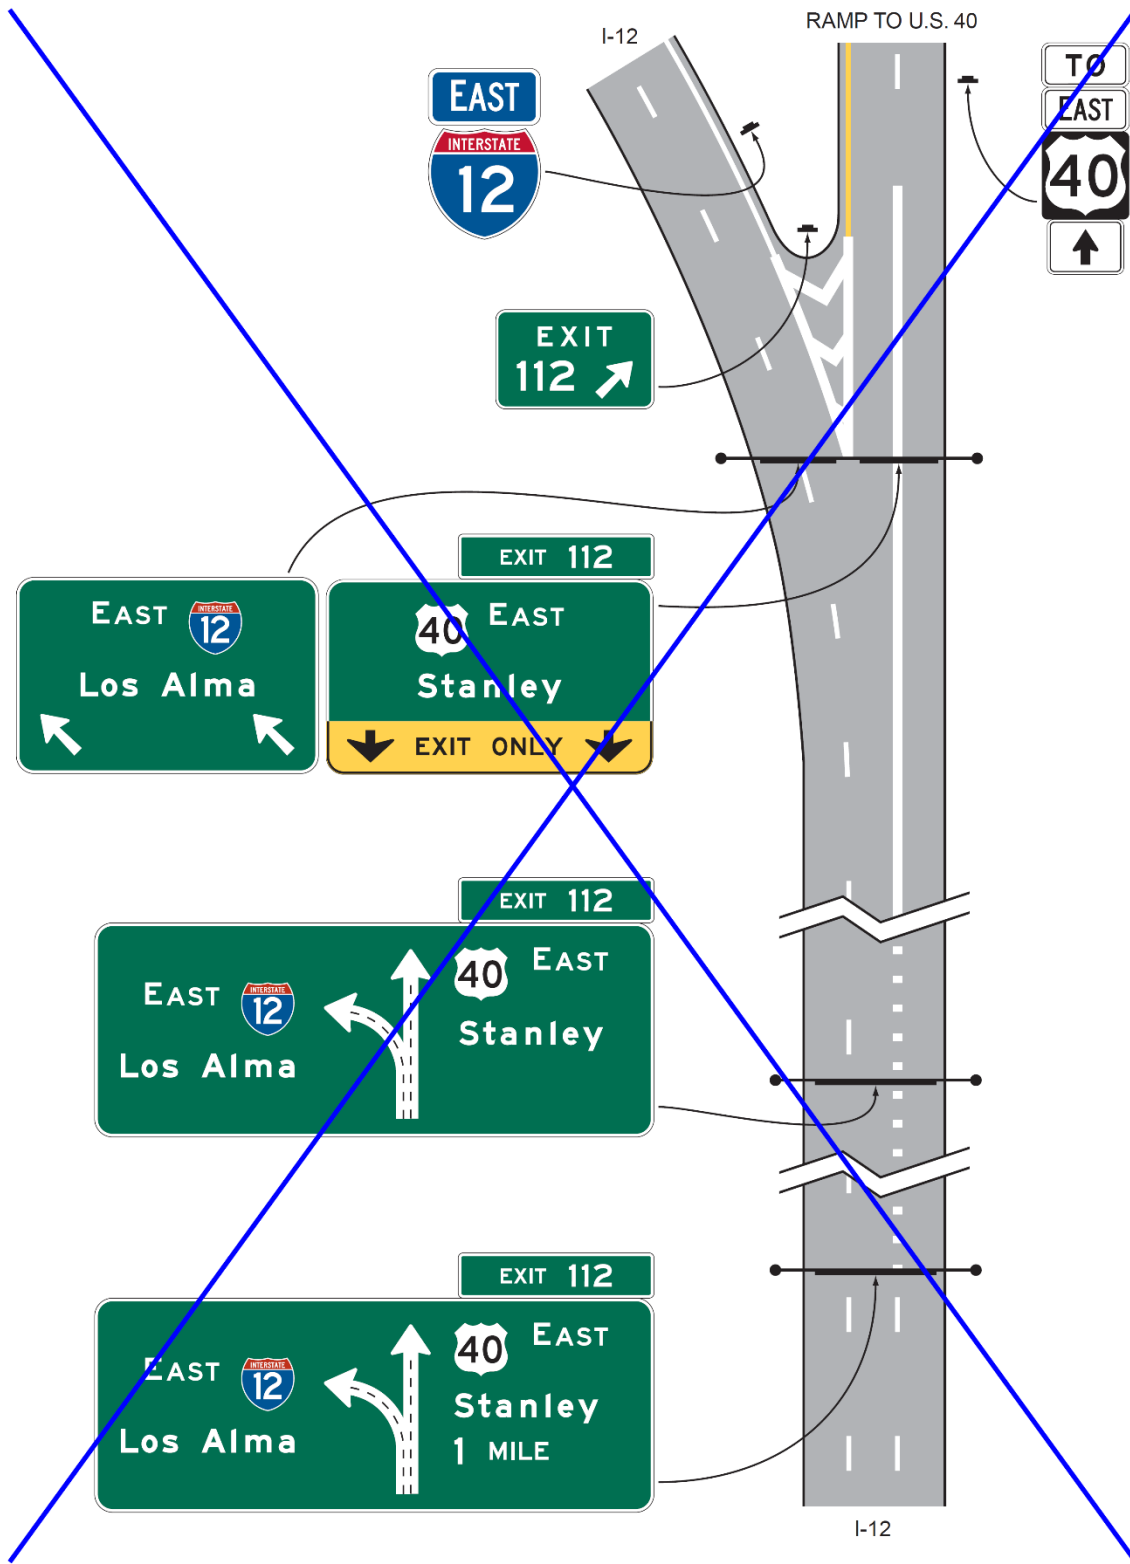 RAMP TO U.S. 40
I-12
TO
EAST
40
EAST
INTERSTATE
12
EXIT
112
EXIT 112
EAST
INTERSTATE
12
Los Alma
40
EAST
Stanley
EXIT ONLY
EXIT 112
EAST
INTERSTATE
12
Los Alma
40
EAST
Stanley
EXIT 112
EAST
INTERSTATE
12
Los Alma
40
EAST
Stanley
1 MILE
I-12